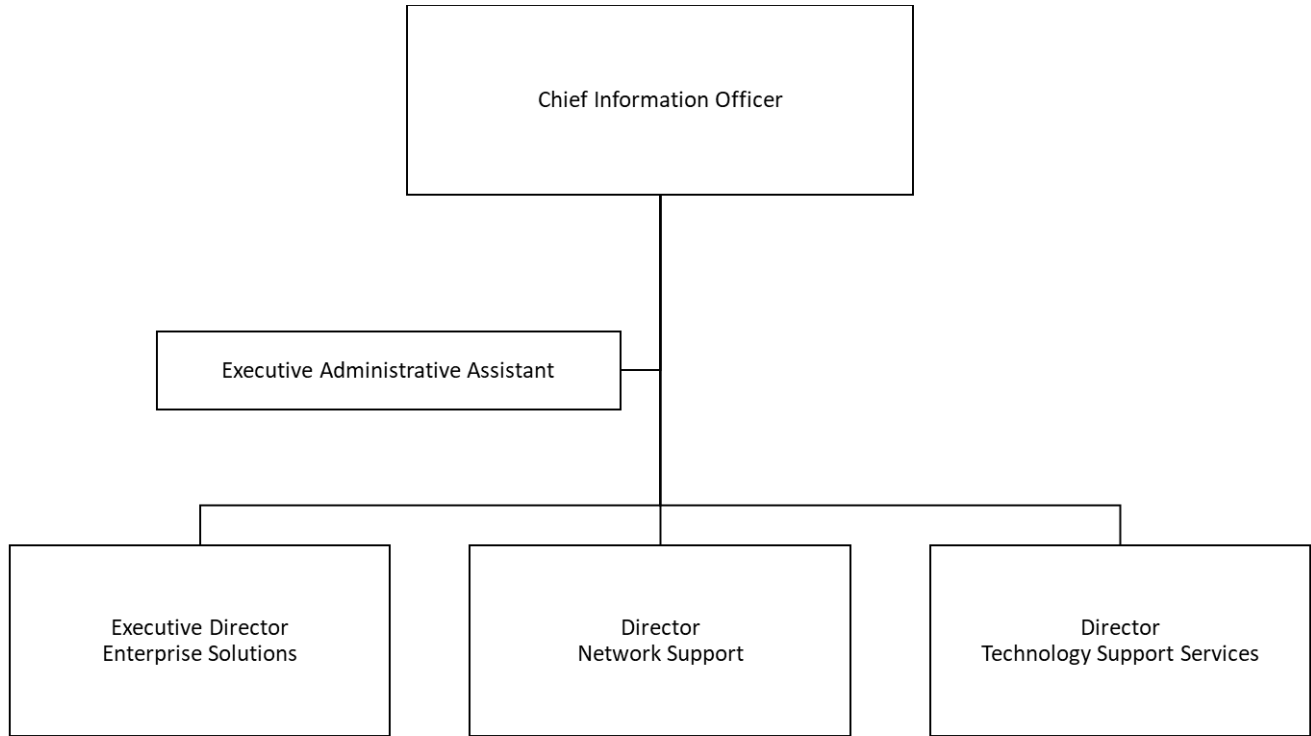 Chief Information Officer
Executive Administrative Assistant
Executive Director
Enterprise Solutions
Director
Network Support
Director
Technology Support Services